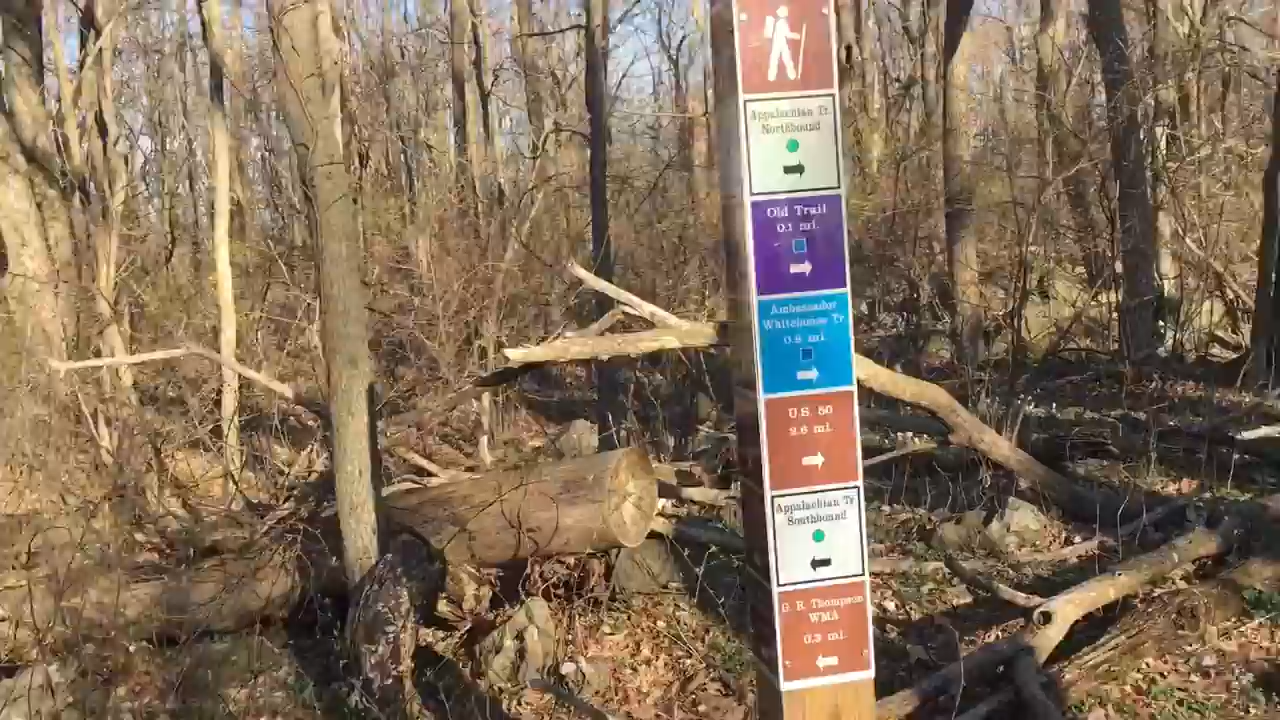 Appalachian Tr.
Northbound
Old Trail
0.1 mi.
Ambassador
Whitehouse Tr
0.8 mi.
U.S. 50
2.6 mi.
Appalachian Tr
Southbound
G. R. Thompson
WMA
0.3 mi.